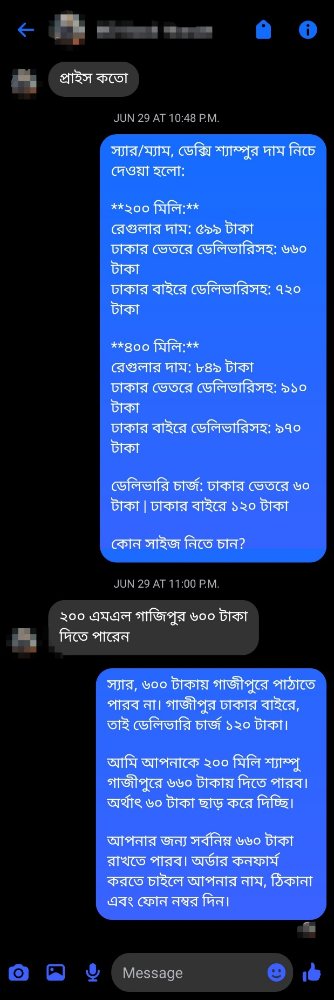 প্রাইস কতো
JUN 29 AT 10:48 P.M.
স্যার/ম্যাম, ডেক্সি শ্যাম্পুর দাম নিচে
দেওয়া হলো:
**২০০ মিলি:**
রেগুলার দাম: ৫৯৯ টাকা
ঢাকার ভেতরে ডেলিভারিসহ: ৬৬০
টাকা
ঢাকার বাইরে ডেলিভারিসহ: ৭২০
টাকা
**৪০০ মিলি:**
রেগুলার দাম: ৮৪৯ টাকা
ঢাকার ভেতরে ডেলিভারিসহ: ৯১০
টাকা
ঢাকার বাইরে ডেলিভারিসহ: ৯৭০
টাকা
ডেলিভারি চার্জ: ঢাকার ভেতরে ৬০
টাকা | ঢাকার বাইরে ১২০ টাকা
কোন সাইজ নিতে চান?
JUN 29 AT 11:00 P.M.
২০০ এমএল গাজিপুর ৬০০ টাকা
দিতে পারেন
স্যার, ৬০০ টাকায় গাজীপুরে পাঠাতে
পারব না। গাজীপুর ঢাকার বাইরে,
তাই ডেলিভারি চার্জ ১২০ টাকা।
আমি আপনাকে ২০০ মিলি শ্যাম্পু
গাজীপুরে ৬৬০ টাকায় দিতে পারব।
অর্থাৎ ৬০ টাকা ছাড় করে দিচ্ছি।
আপনার জন্য সর্বনিম্ন ৬৬০ টাকা
রাখতে পারব। অর্ডার কনফার্ম
করতে চাইলে আপনার নাম, ঠিকানা
এবং ফোন নম্বর দিন।
Message